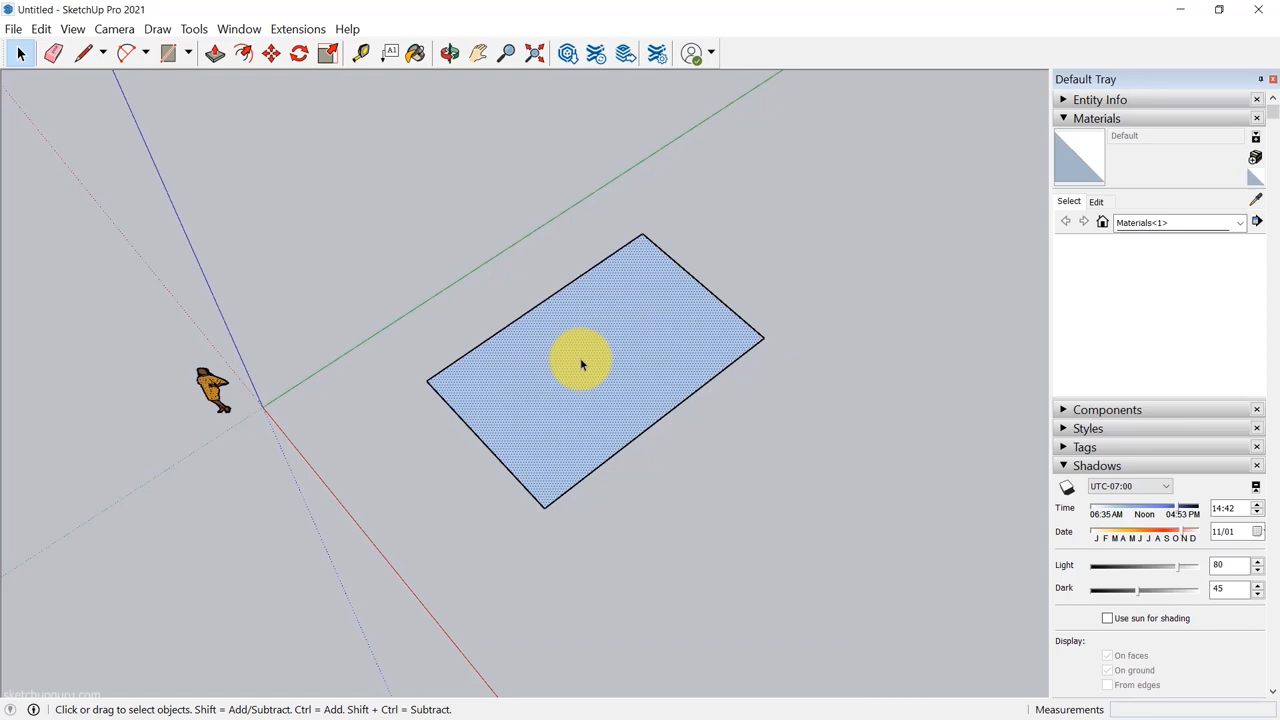 Untitled - SketchUp Pro 2021
File Edit View Camera Draw Tools Window Extensions Help
A1
Default Tray
Entity Info
Materials
Default
Select Edit
Materials<1>
Components
Styles
Tags
Shadows
UTC-07:00
Time 06:35 AM Noon 04:53 PM 14:42
Date J F M A M J J A S O N D 11/01
Light 80
Dark 45
Use sun for shading
Display:
On faces
On ground
From edges
sketchupguru.com
Click or drag to select objects. Shift = Add/Subtract. Ctrl = Add. Shift + Ctrl = Subtract.
Measurements